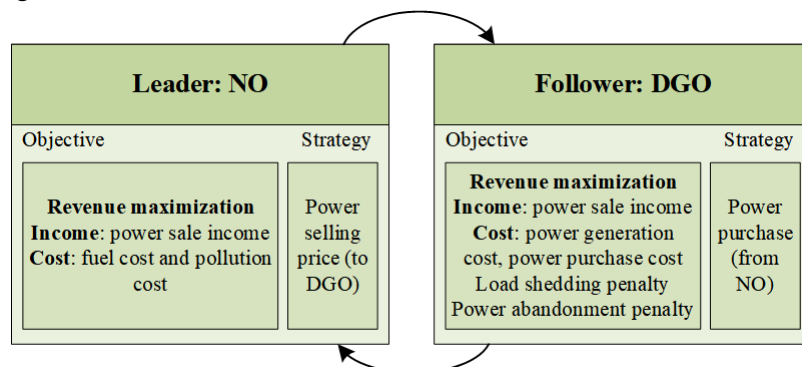 Leader: NO
Objective
Strategy
Revenue maximization
Income: power sale income
Cost: fuel cost and pollution
cost
Power
selling
price (to
DGO)
Follower: DGO
Objective
Strategy
Revenue maximization
Income: power sale income
Cost: power generation
cost, power purchase cost
Load shedding penalty
Power abandonment penalty
Power
purchase
(from
NO)